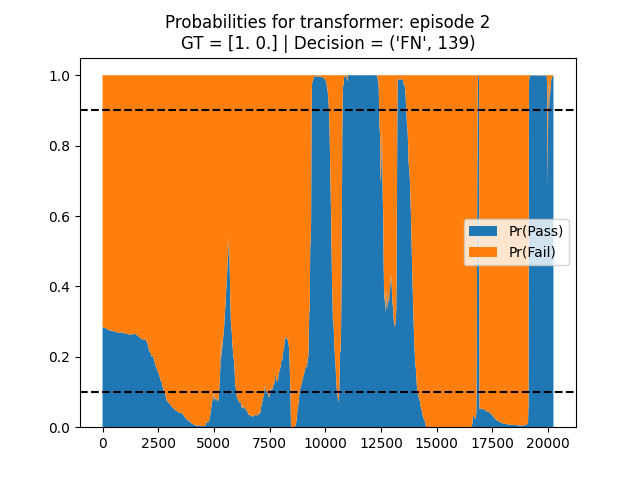 Probabilities for transformer: episode 2
GT = [1. 0.] | Decision = ('FN', 139)
1.0
0.8
0.6
0.4
0.2
0.0
Pr(Pass)
Pr(Fail)
0 2500 5000 7500 10000 12500 15000 17500 20000